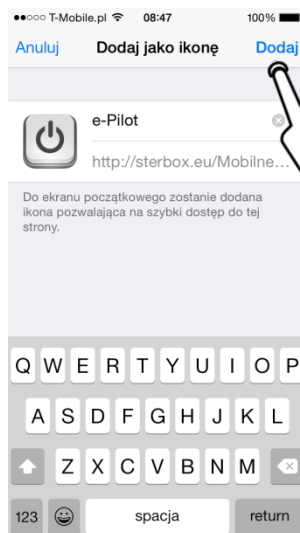 T-Mobile.pl 08:47 100%
Anuluj Dodaj jako ikonę Dodaj
e-Pilot
http://sterbox.eu/Mobilne...
Do ekranu początkowego zostanie dodana
ikona pozwalająca na szybki dostęp do tej
strony.
Q W E R T Y U I O P
A S D F G H J K L
Z X C V B N M
123 spacja return